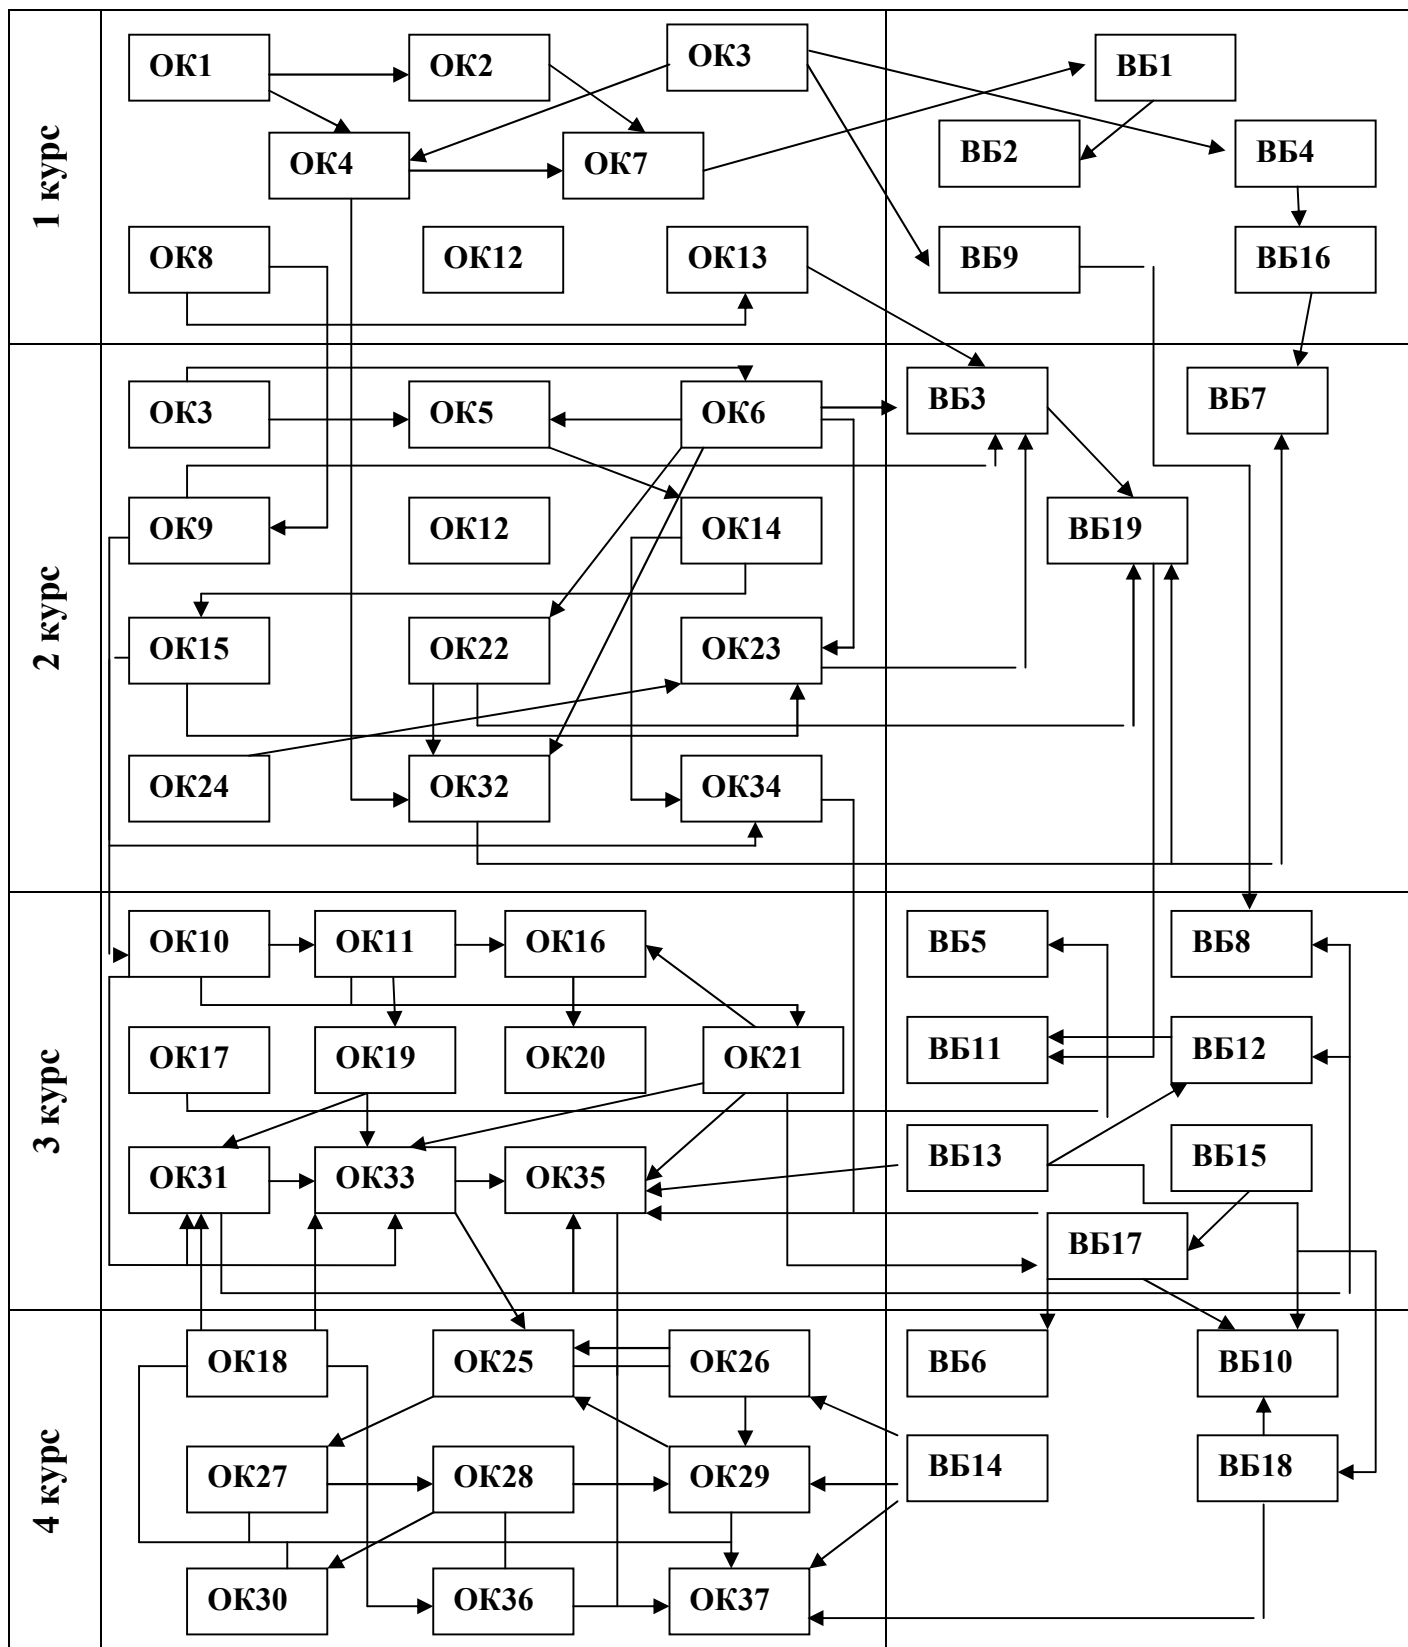 1 курс
ОК1 ОК2 ОК3 ВБ1
ОК4 ОК7 ВБ2 ВБ4
ОК8 ОК12 ОК13 ВБ9 ВБ16
2 курс
ОК3 ОК5 ОК6 ВБ3 ВБ7
ОК9 ОК12 ОК14 ВБ19
ОК15 ОК22 ОК23
ОК24 ОК32 ОК34
3 курс
ОК10 ОК11 ОК16 ВБ5 ВБ8
ОК17 ОК19 ОК20 ОК21 ВБ11 ВБ12
ОК31 ОК33 ОК35 ВБ13 ВБ15
ВБ17
4 курс
ОК18 ОК25 ОК26 ВБ6 ВБ10
ОК27 ОК28 ОК29 ВБ14 ВБ18
ОК30 ОК36 ОК37